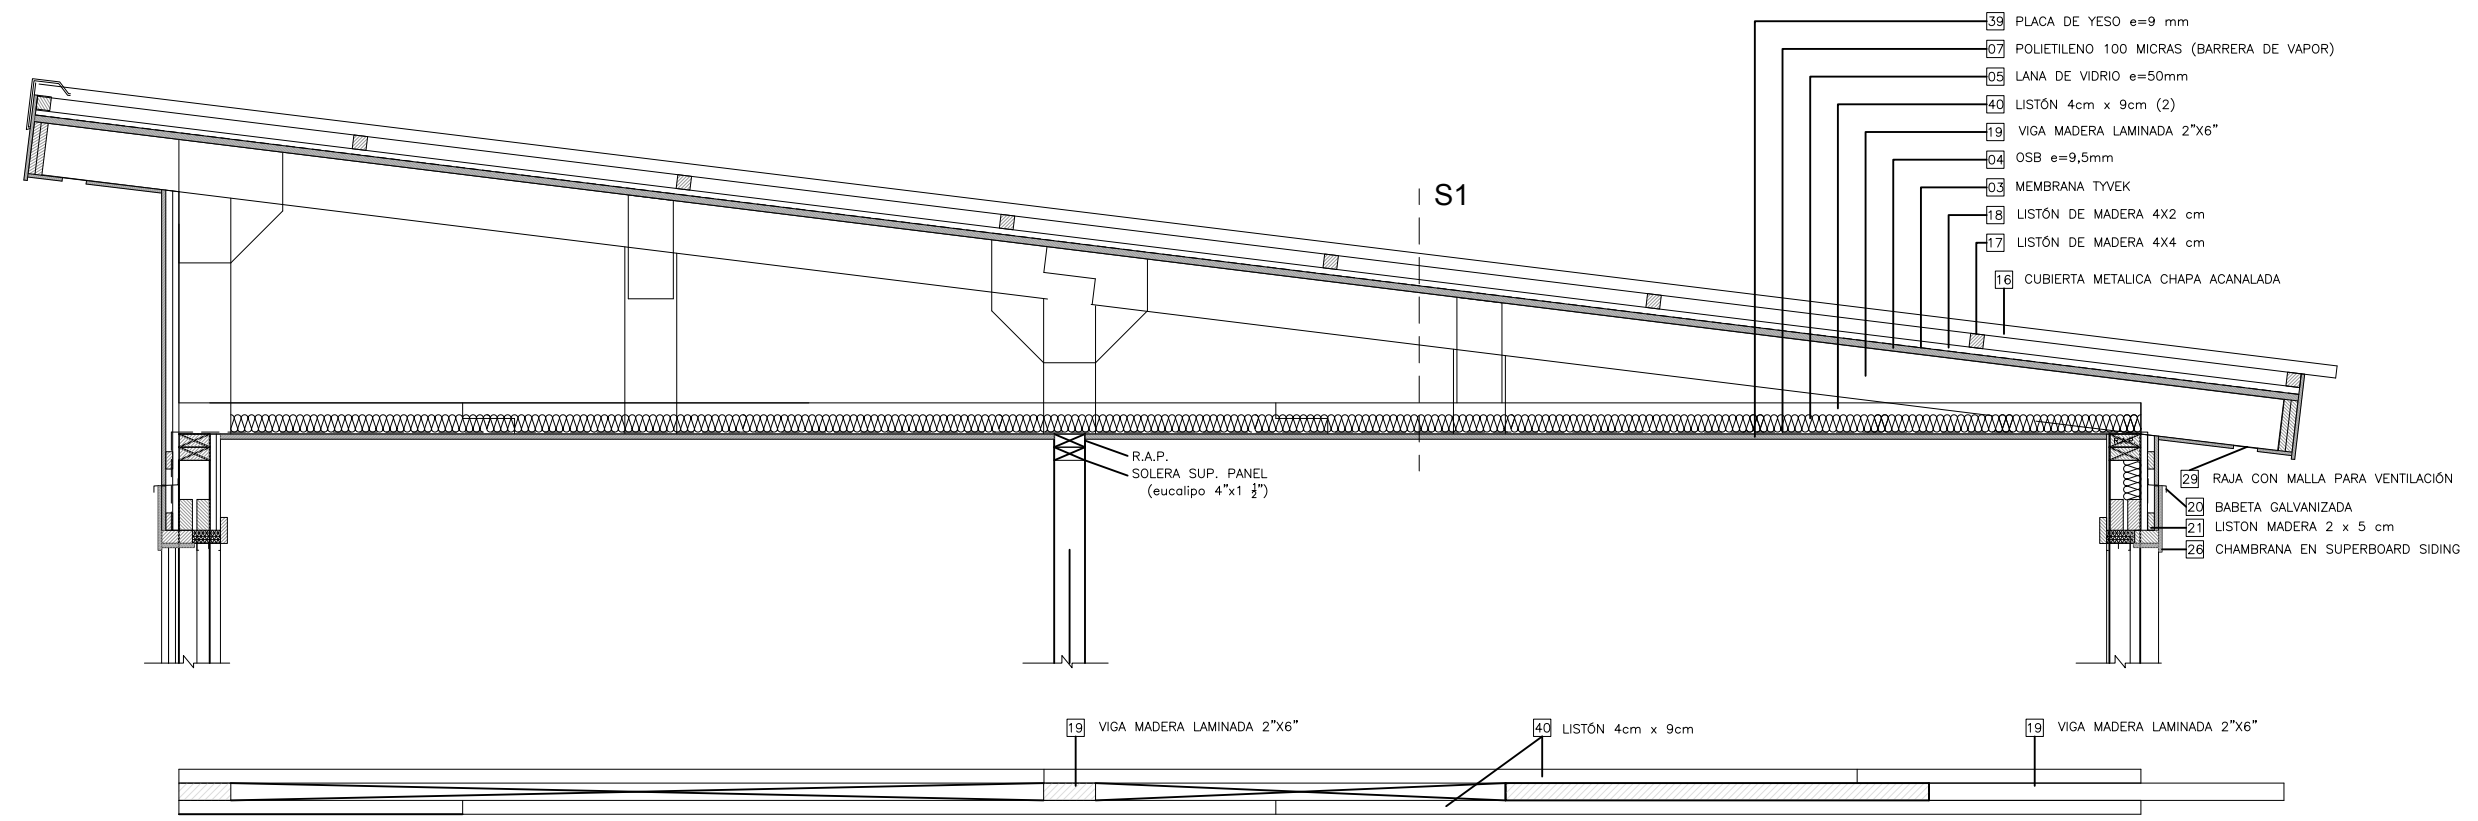 39 PLACA DE YESO e=9 mm
07 POLIETILENO 100 MICRAS (BARRERA DE VAPOR)
05 LANA DE VIDRIO e=50mm
40 LISTÓN 4cm x 9cm (2)
19 VIGA MADERA LAMINADA 2”X6”
04 OSB e=9,5mm
03 MEMBRANA TYVEK
18 LISTÓN DE MADERA 4X2 cm
17 LISTÓN DE MADERA 4X4 cm
16 CUBIERTA METALICA CHAPA ACANALADA
S1
R.A.P.
SOLERA SUP. PANEL
(eucalipo 4”x1 ½”)
R.A.P.
29 RAJA CON MALLA PARA VENTILACIÓN
20 BABETA GALVANIZADA
21 LISTON MADERA 2 x 5 cm
26 CHAMBRANA EN SUPERBOARD SIDING
19 VIGA MADERA LAMINADA 2”X6”
40 LISTÓN 4cm x 9cm
19 VIGA MADERA LAMINADA 2”X6”